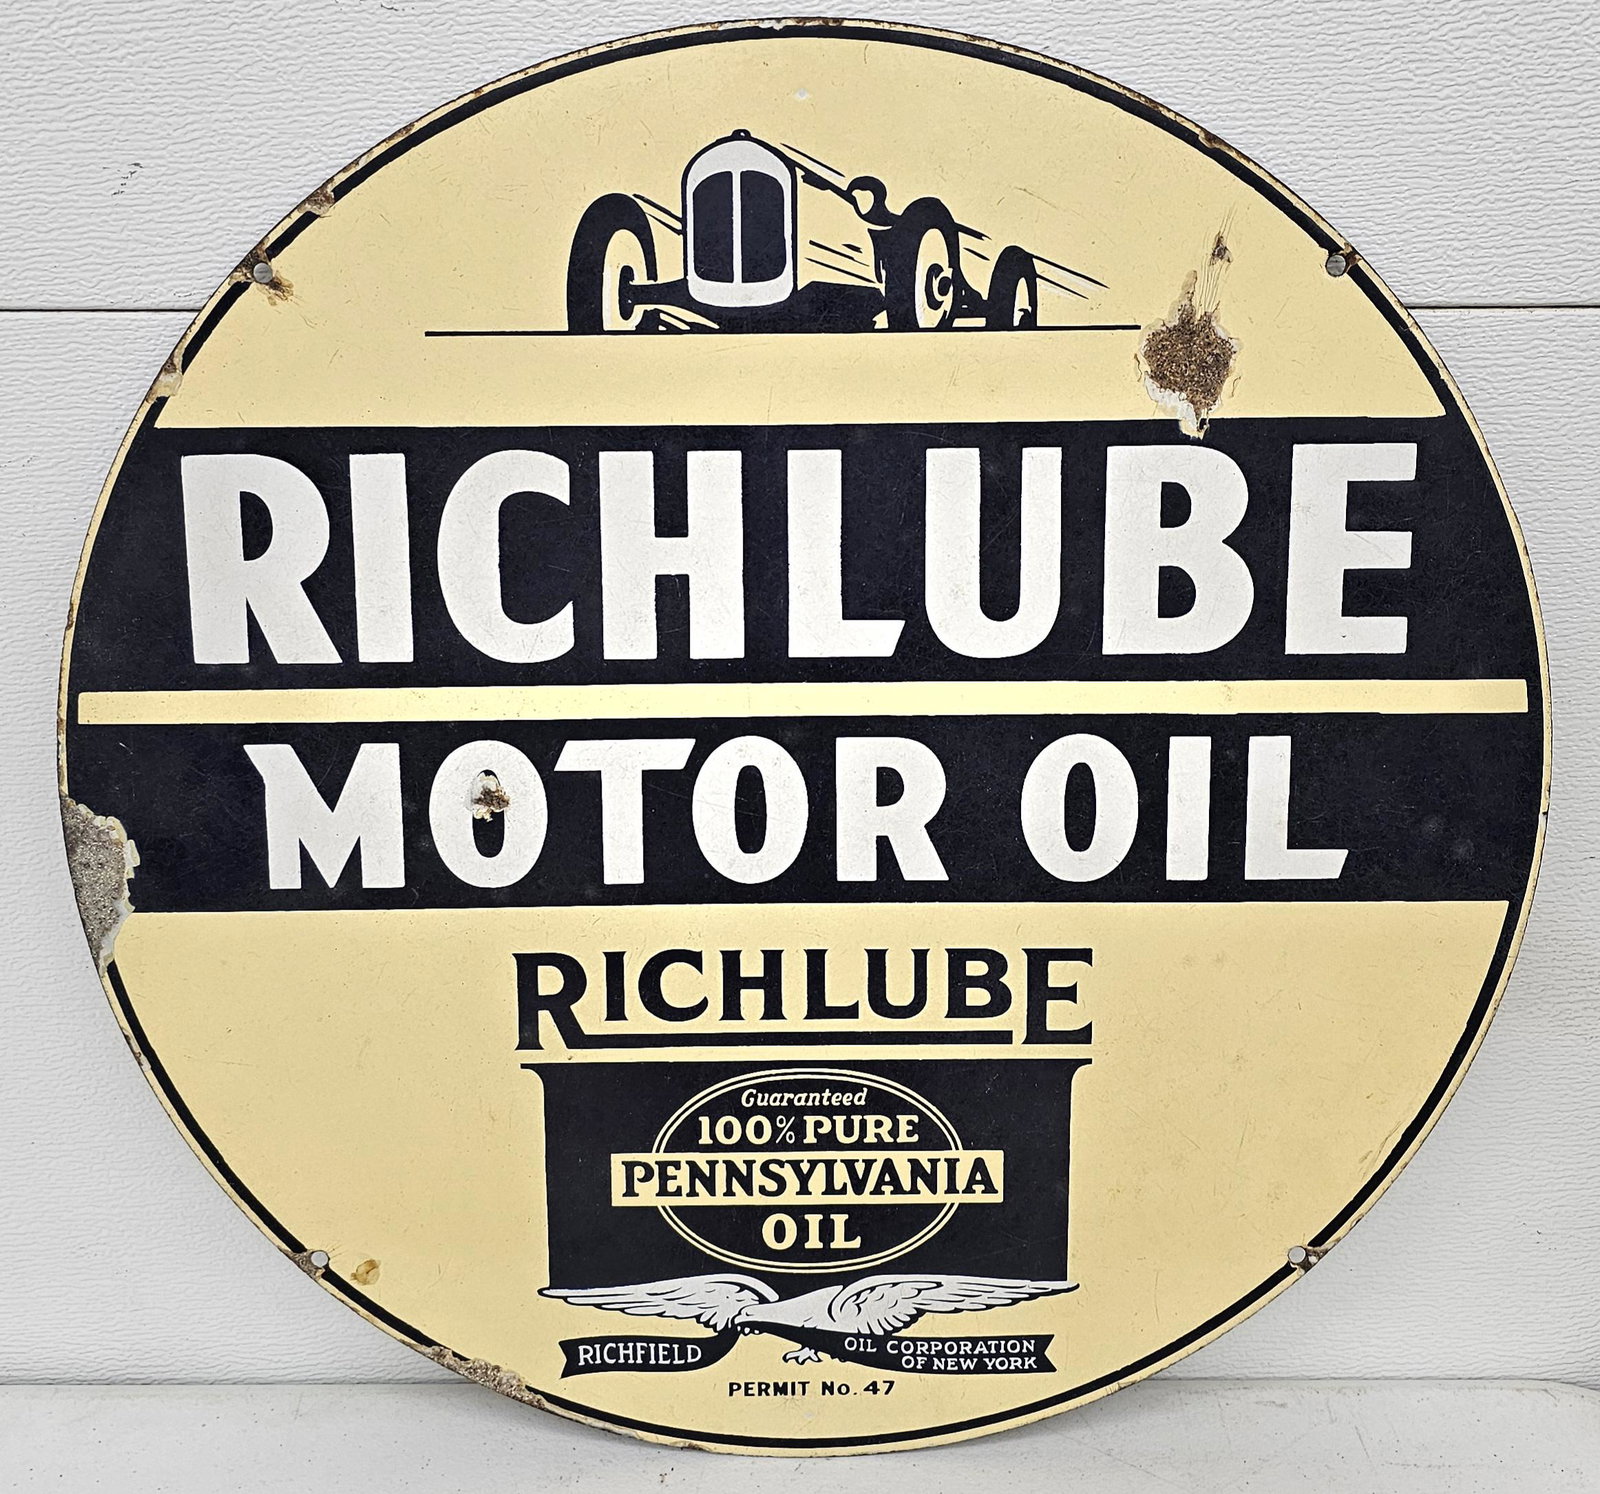 RICHLUBE
MOTOR OIL
RICHLUBE
Guaranteed
100% PURE
PENNSYLVANIA
OIL
RICHFIELD OIL CORPORATION
OF NEW YORK
PERMIT No. 47